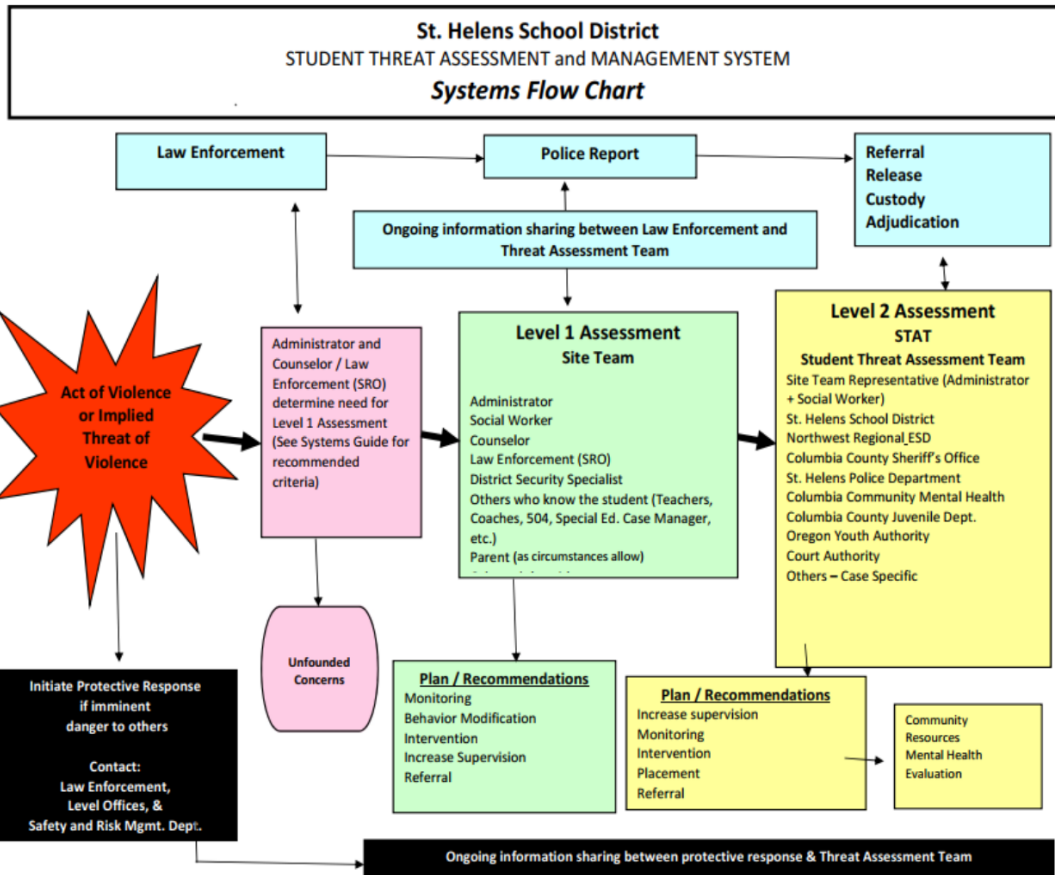 St. Helens School District
STUDENT THREAT ASSESSMENT and MANAGEMENT SYSTEM
Systems Flow Chart
Law Enforcement
Police Report
Referral
Release
Custody
Adjudication
Ongoing information sharing between Law Enforcement and
Threat Assessment Team
Act of Violence
or Implied
Threat of
Violence
Administrator and
Counselor / Law
Enforcement (SRO)
determine need for
Level 1 Assessment
(See Systems Guide for
recommended
criteria)
Level 1 Assessment
Site Team
Administrator
Social Worker
Counselor
Law Enforcement (SRO)
District Security Specialist
Others who know the student (Teachers,
Coaches, 504, Special Ed. Case Manager,
etc.)
Parent (as circumstances allow)
Level 2 Assessment
STAT
Student Threat Assessment Team
Site Team Representative (Administrator
+ Social Worker)
St. Helens School District
Northwest Regional ESD
Columbia County Sheriff's Office
St. Helens Police Department
Columbia Community Mental Health
Columbia County Juvenile Dept.
Oregon Youth Authority
Court Authority
Others – Case Specific
Unfounded
Concerns
Initiate Protective Response
if imminent
danger to others
Contact:
Law Enforcement,
Level Offices, &
Safety and Risk Mgmt. Dept.
Plan / Recommendations
Monitoring
Behavior Modification
Intervention
Increase Supervision
Referral
Plan / Recommendations
Increase supervision
Monitoring
Intervention
Placement
Referral
Community
Resources
Mental Health
Evaluation
Ongoing information sharing between protective response & Threat Assessment Team